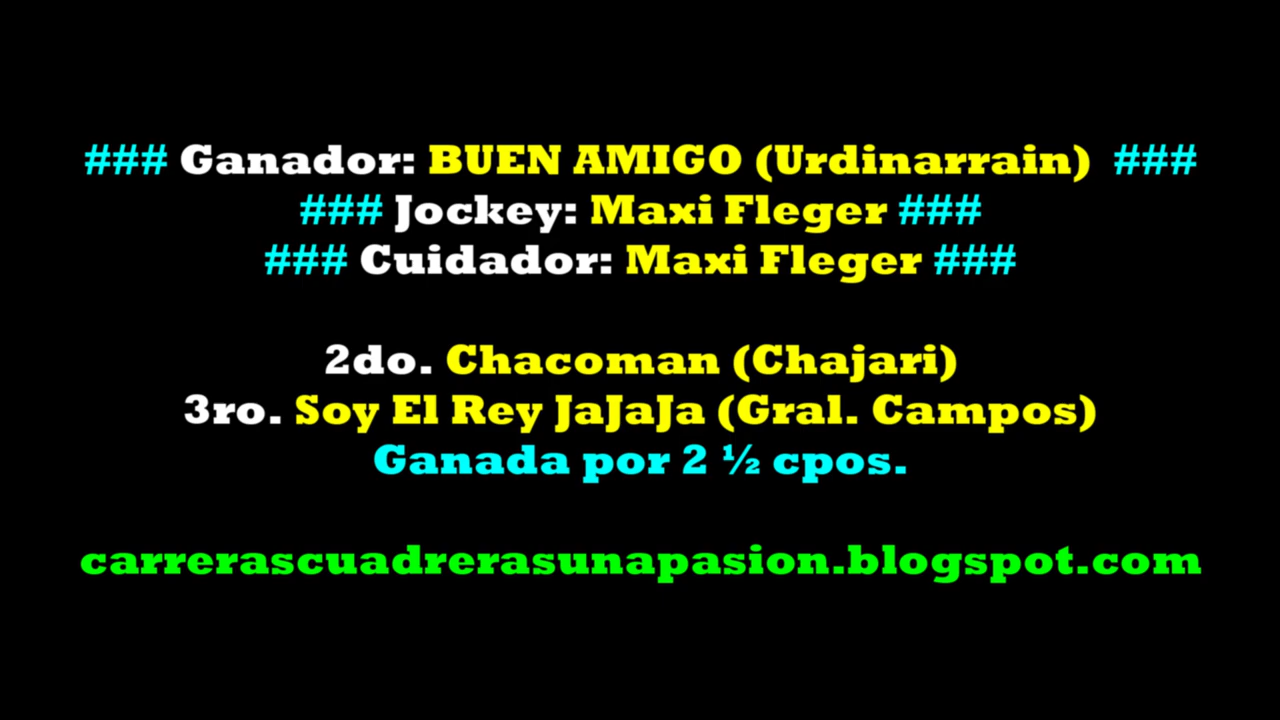 ### Ganador: BUEN AMIGO (Urdinarrain) ###
### Jockey: Maxi Fleger ###
### Cuidador: Maxi Fleger ###
2do. Chacoman (Chajari)
3ro. Soy El Rey JaJaJa (Gral. Campos)
Ganada por 2 ½ cpos.
carrerascuadrerasunapasion.blogspot.com